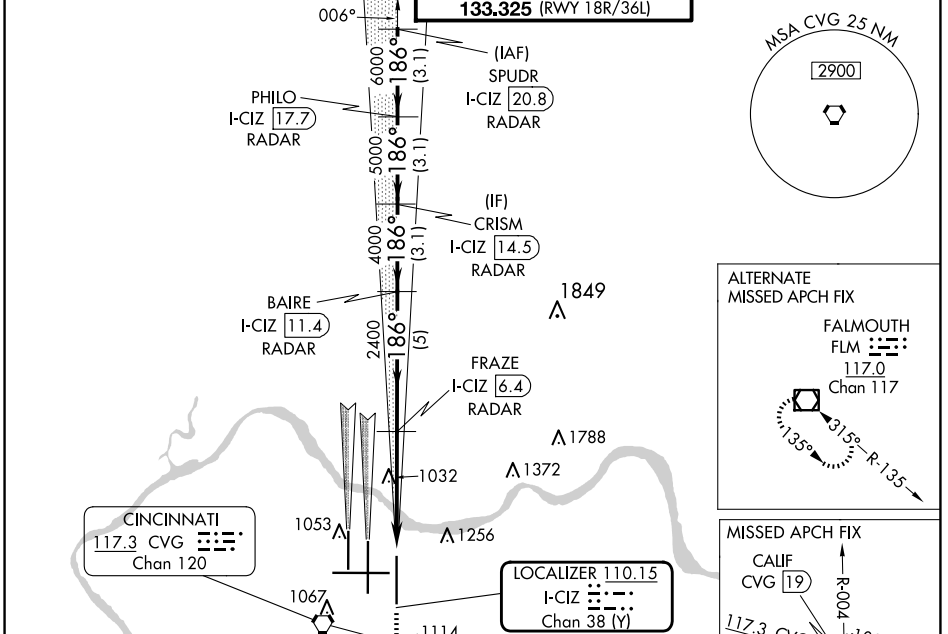 133.325 (RWY 18R/36L)
006°
MSA CVG 25 NM
2900
6000
186°
(3.1)
(IAF)
SPUDR
I-CIZ 20.8
RADAR
PHILO
I-CIZ 17.7
RADAR
5000
186°
(3.1)
(IF)
CRISM
I-CIZ 14.5
RADAR
4000
186°
(3.1)
BAIRE
I-CIZ 11.4
RADAR
2400
186°
(5)
1849
FRAZE
I-CIZ 6.4
RADAR
ALTERNATE
MISSED APCH FIX
FALMOUTH
FLM
117.0
Chan 117
135°
315°
R-135
1788
1372
1032
1053
1256
CINCINNATI
117.3 CVG
Chan 120
1067
LOCALIZER 110.15
I-CIZ
Chan 38 (Y)
1114
MISSED APCH FIX
CALIF
CVG 19
R-004
117.3